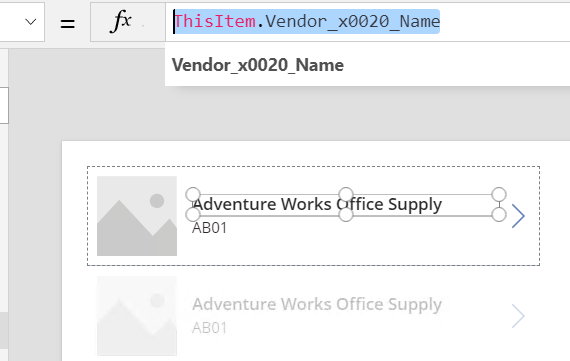 = fx ThisItem.Vendor_x0020_Name
Vendor_x0020_Name
Adventure Works Office Supply
AB01
Adventure Works Office Supply
AB01